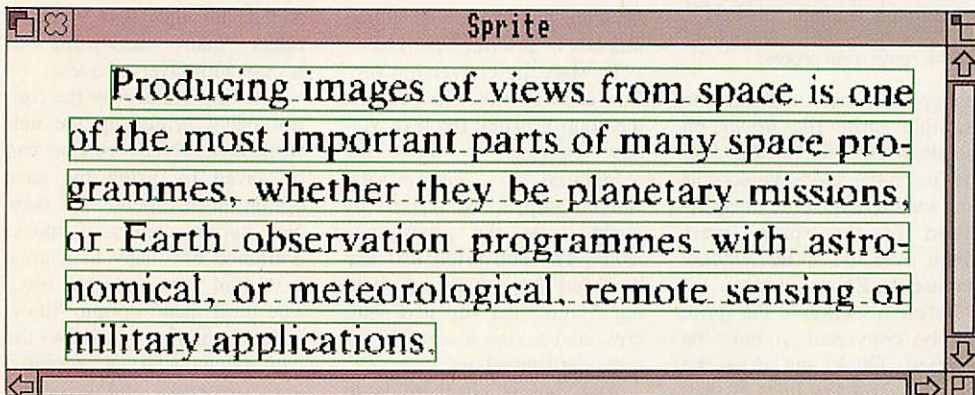 Sprite
Producing images of views from space is one
of the most important parts of many space pro-
grammes, whether they be planetary missions,
or Earth observation programmes with astro-
nomical, or meteorological, remote sensing or
military applications.